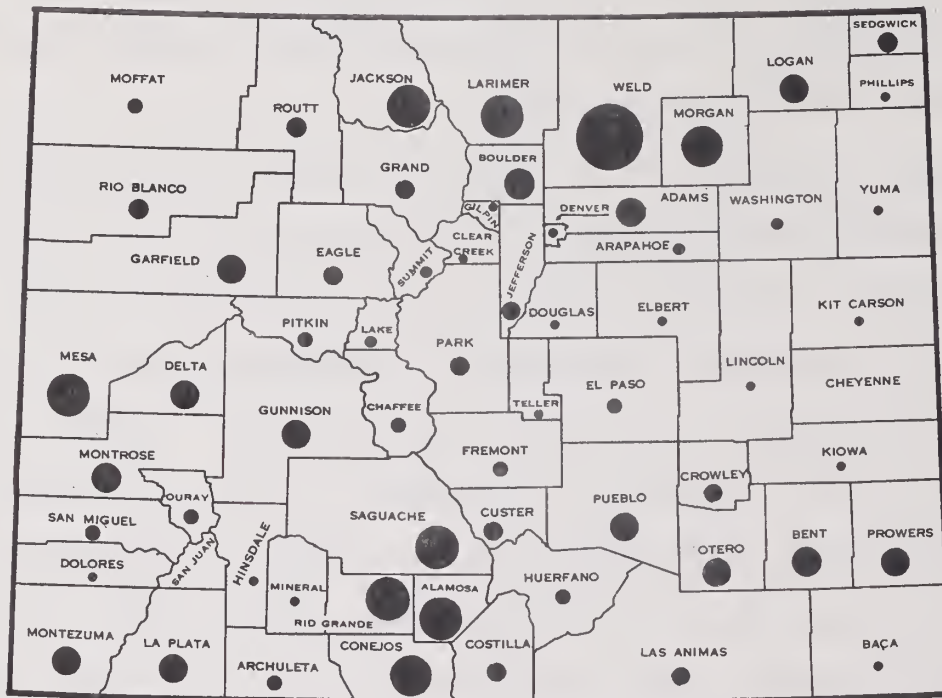 SEDGWICK
LOGAN
MOFFAT
JACKSON
LARIMER
WELD
PHILLIPS
ROUTT
MORGAN
BOULDER
GRAND
RIO BLANCO
GILPIN
DENVER
ADAMS
WASHINGTON
YUMA
CLEAR
CREEK
GARFIELD
EAGLE
SUMMIT
JEFFERSON
ARAPAHOE
PITKIN
LAKE
DOUGLAS
ELBERT
KIT CARSON
MESA
DELTA
PARK
LINCOLN
CHEYENNE
GUNNISON
CHAFFEE
TELLER
EL PASO
MONTROSE
FREMONT
KIOWA
CROWLEY
OURAY
PUEBLO
SAN MIGUEL
SAGUACHE
CUSTER
OTERO
BENT
PROWERS
DOLORES
SAN JUAN
HINSDALE
MINERAL
ALAMOSA
HUERFANO
RIO GRANDE
MONTEZUMA
LA PLATA
CONEJOS
COSTILLA
LAS ANIMAS
BACA
ARCHULETA